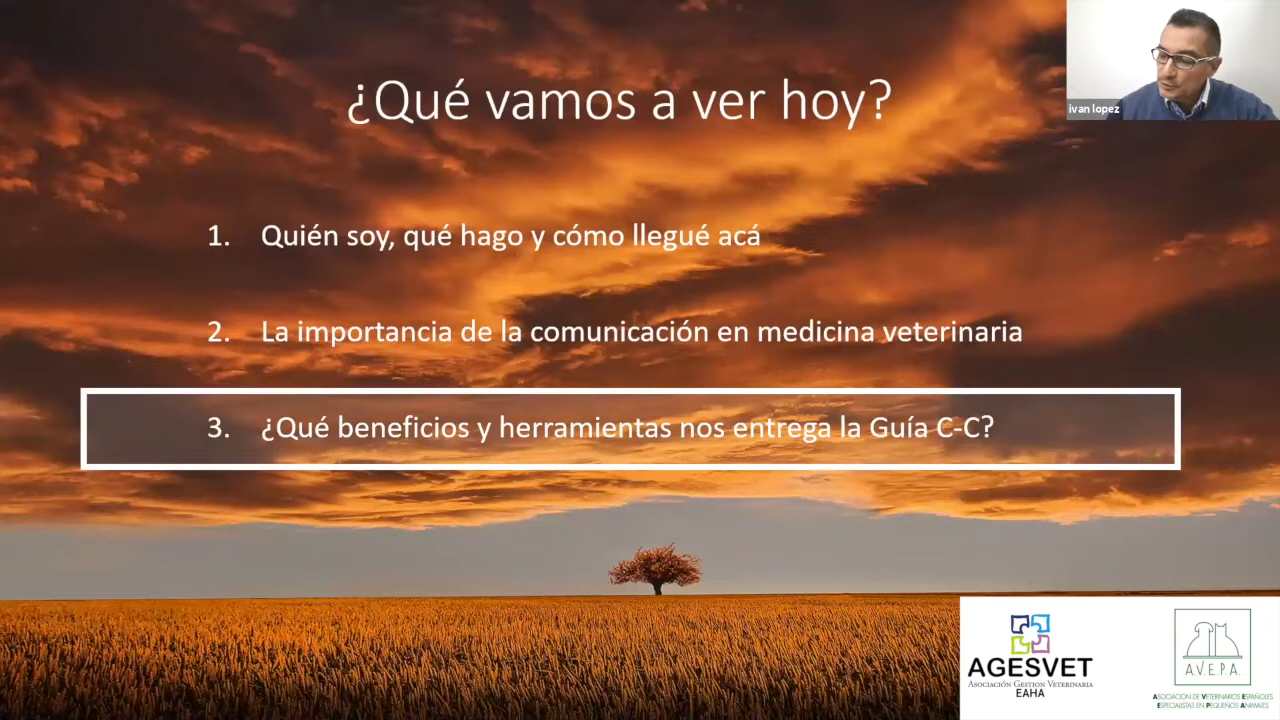 ¿Qué vamos a ver hoy?
ivan lopez
1. Quién soy, qué hago y cómo llegué acá
2. La importancia de la comunicación en medicina veterinaria
3. ¿Qué beneficios y herramientas nos entrega la Guía C-C?
AGESVET
ASOCIACIÓN GESTION VETERINARIA
EAHA
A.V.E.P.A.
ASOCIACION DE VETERINARIOS ESPAÑOLES
ESPECIALISTAS EN PEQUEÑOS ANIMALES